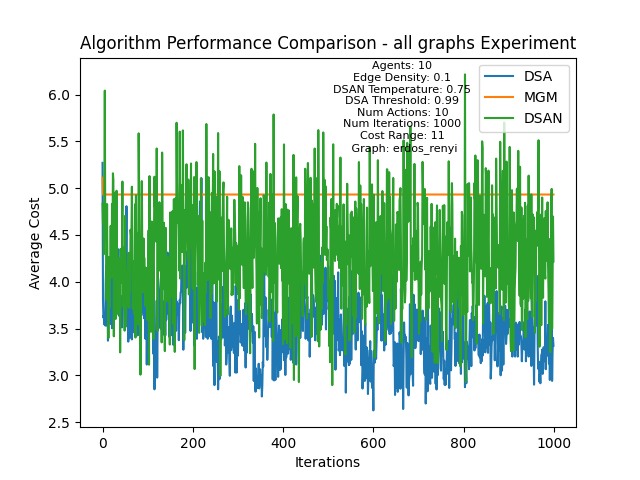 Algorithm Performance Comparison - all graphs Experiment
Agents: 10
Edge Density: 0.1
DSAN Temperature: 0.75
DSA Threshold: 0.99
Num Actions: 10
Num Iterations: 1000
Cost Range: 11
Graph: erdos_renyi
DSA
MGM
DSAN
Average Cost
6.0
5.5
5.0
4.5
4.0
3.5
3.0
2.5
0 200 400 600 800 1000
Iterations